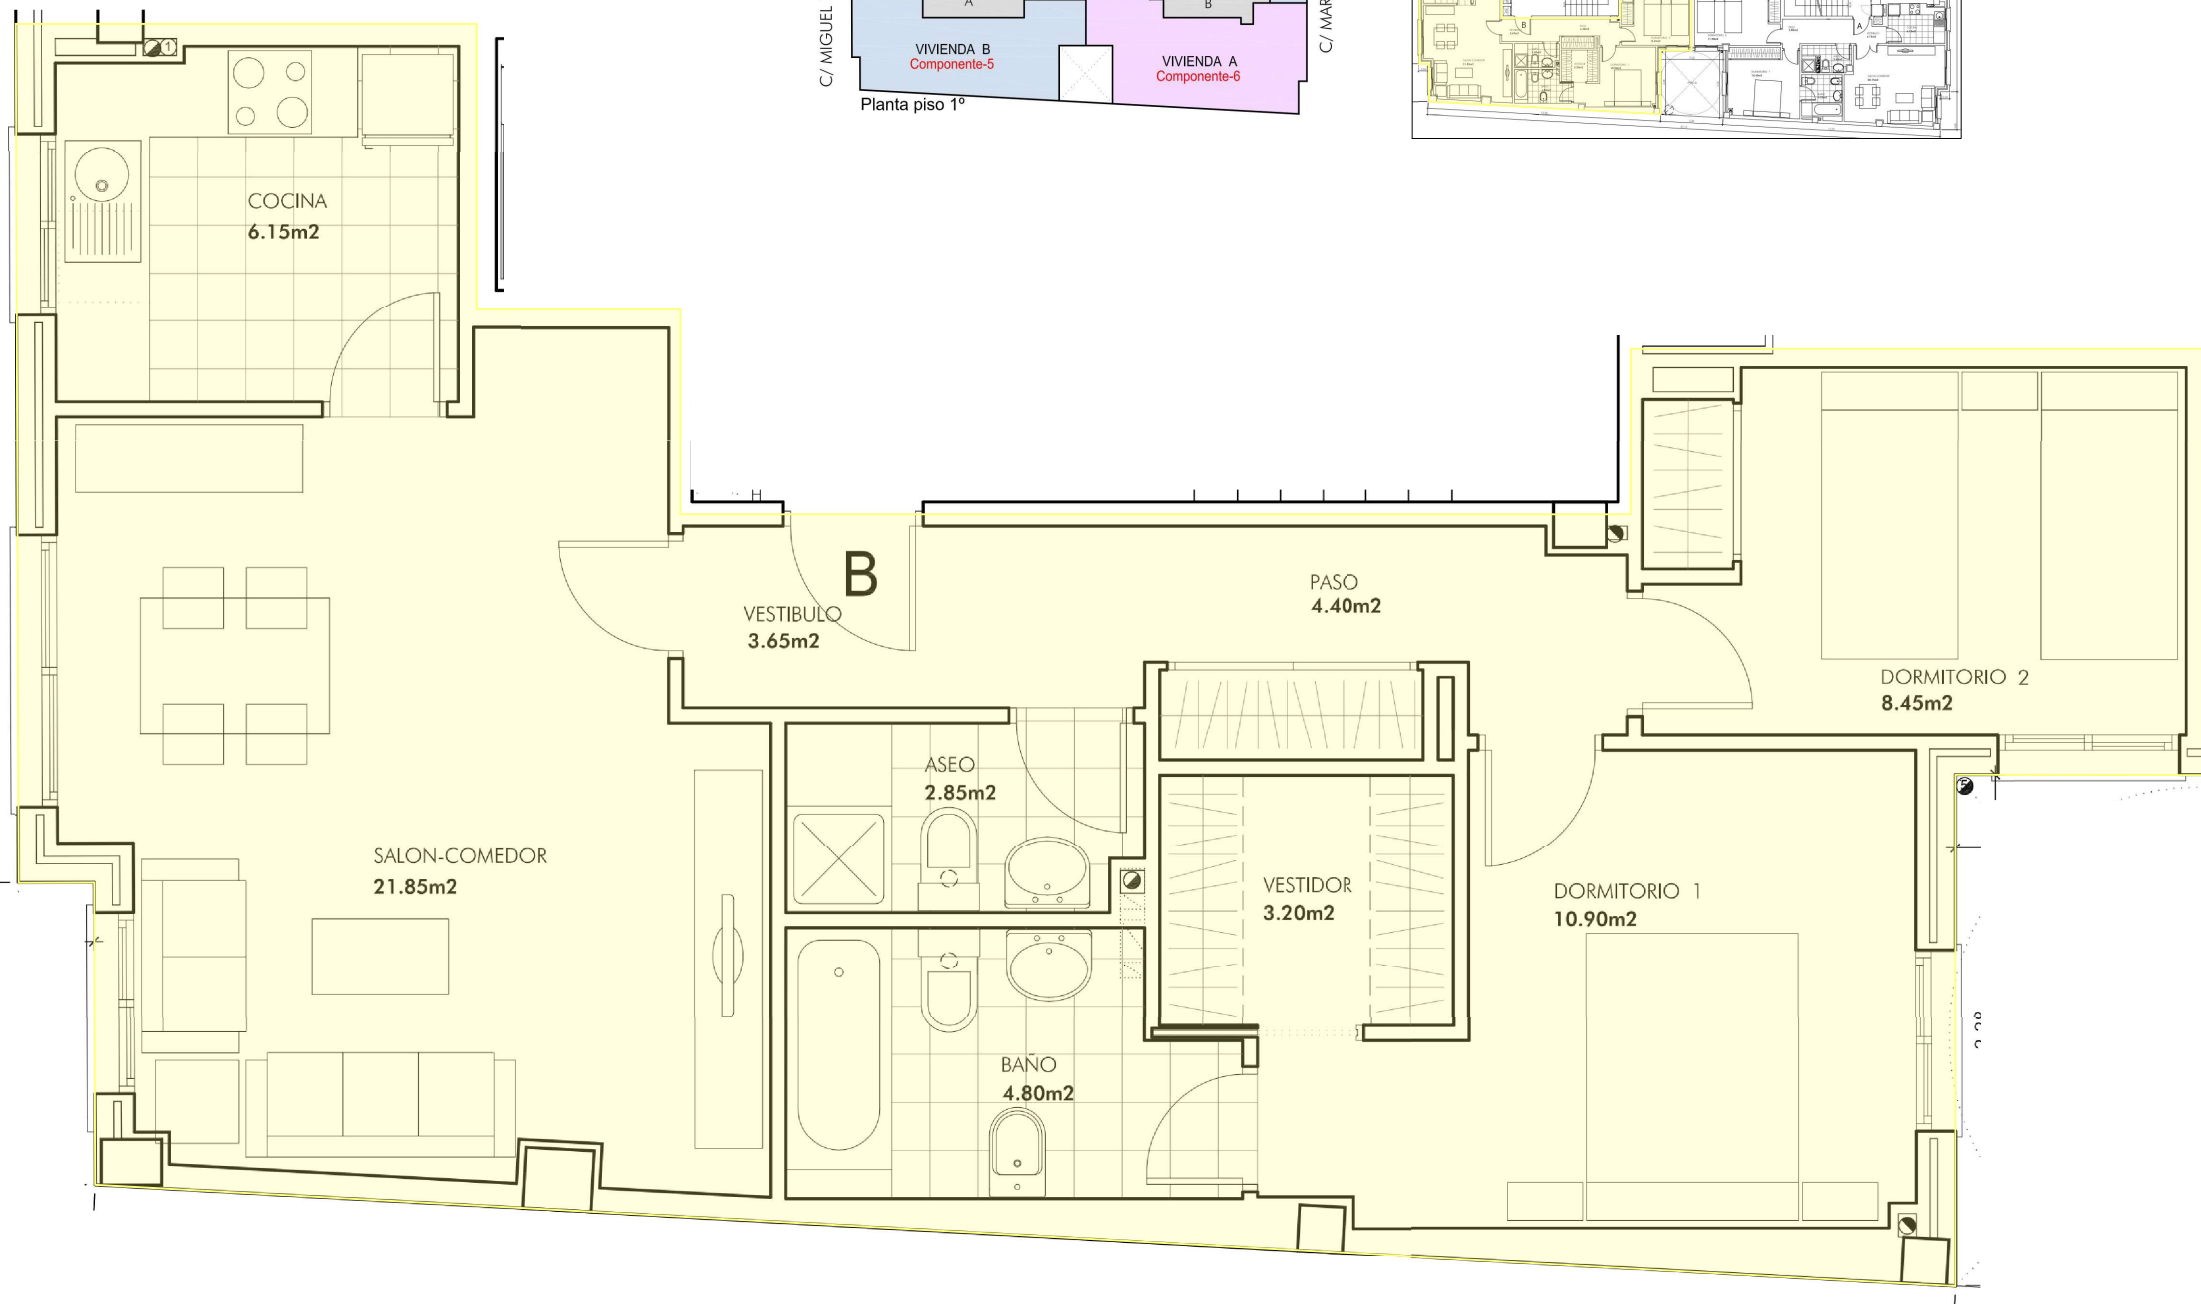 C/ MIGUEL
A
B
C/ MAR
VIVIENDA B
Componente-5
VIVIENDA A
Componente-6
Planta piso 1º
B
A
1
COCINA
6.15m2
B
VESTIBULO
3.65m2
PASO
4.40m2
DORMITORIO 2
8.45m2
ASEO
2.85m2
SALON-COMEDOR
21.85m2
VESTIDOR
3.20m2
DORMITORIO 1
10.90m2
BAÑO
4.80m2